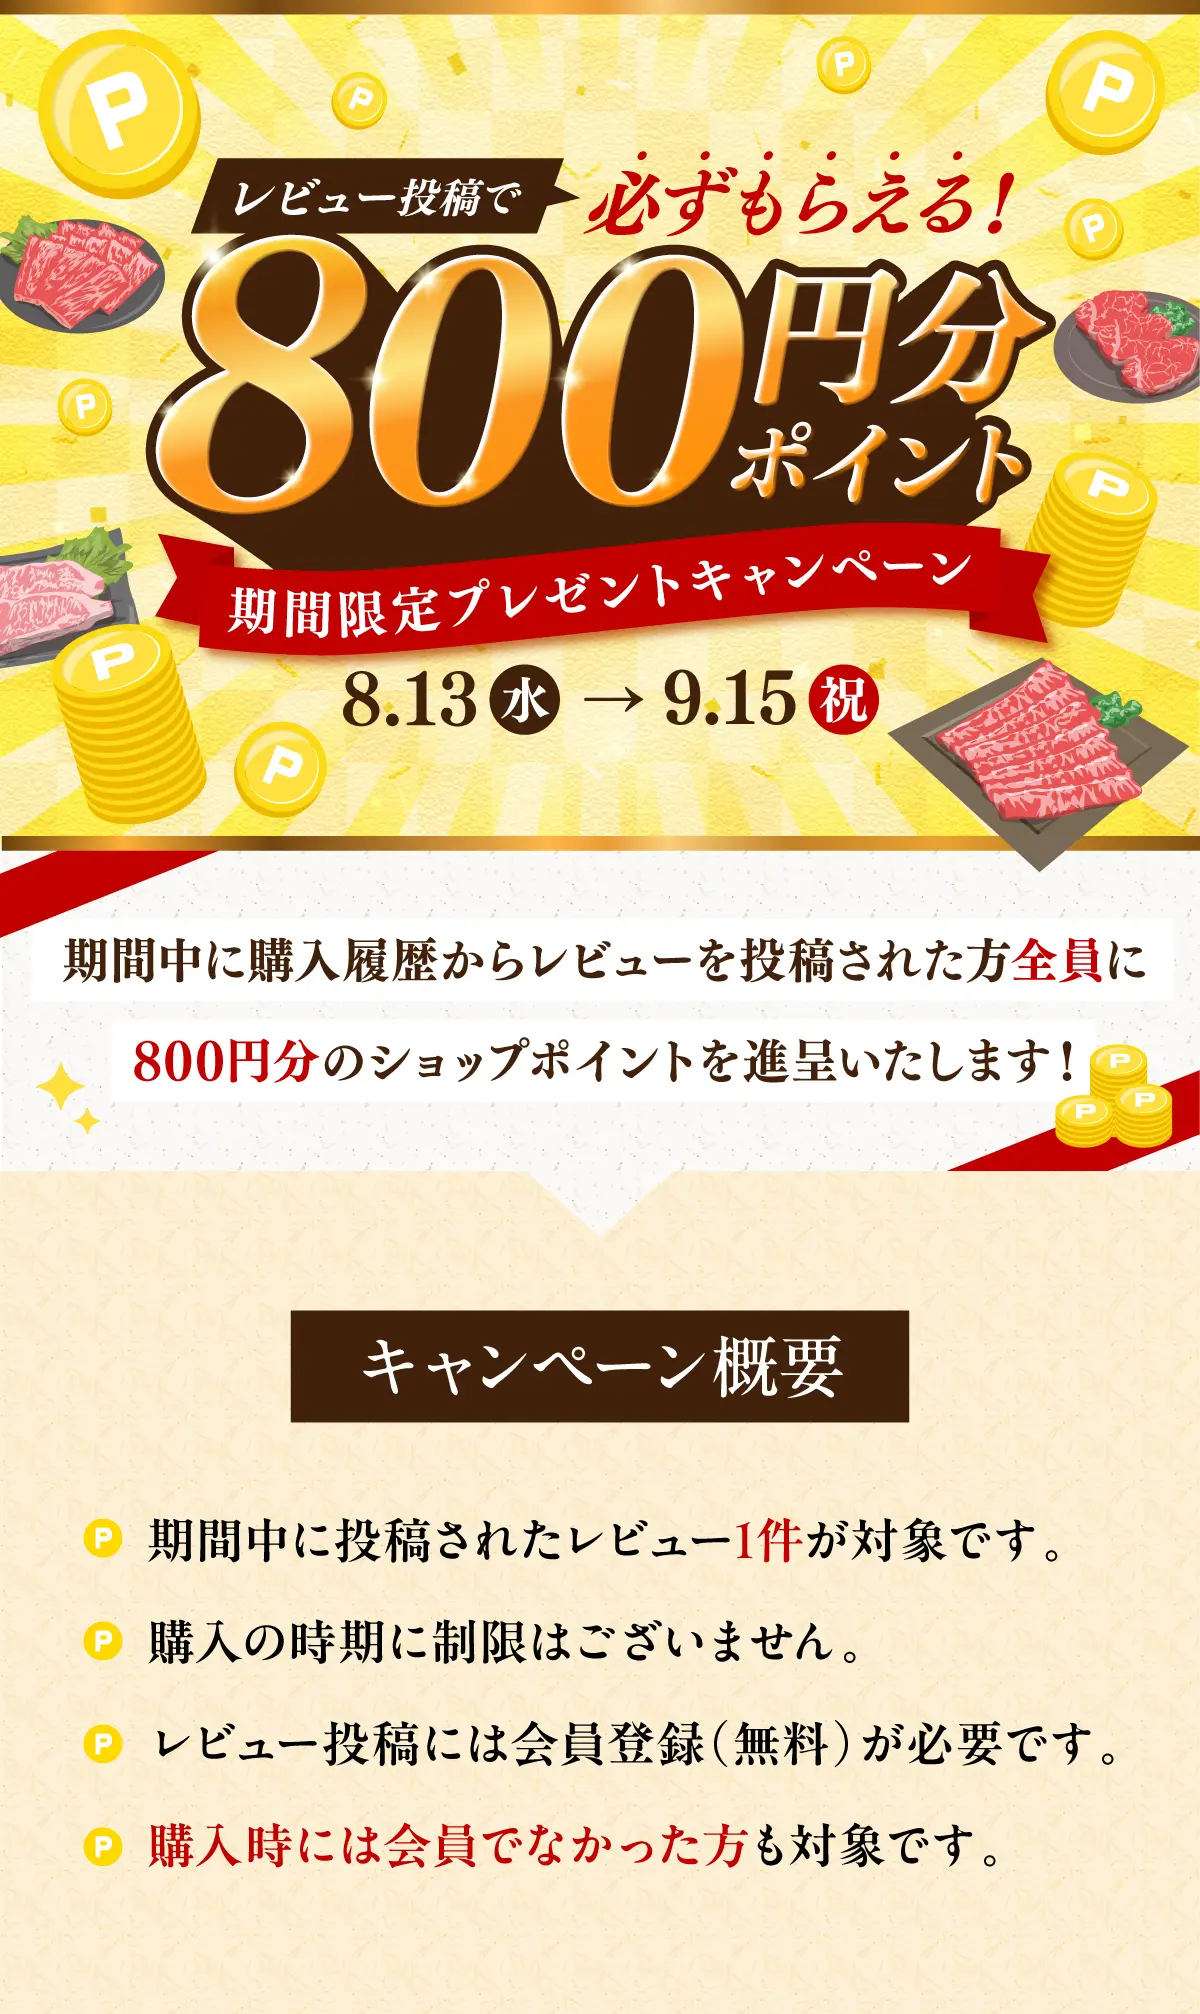 レビュー投稿で
必ずもらえる！
800円分
ポイント
期間限定プレゼントキャンペーン
8.13 水 → 9.15 祝
期間中に購入履歴からレビューを投稿された方全員に
800円分のショップポイントを進呈いたします！
キャンペーン概要
P 期間中に投稿されたレビュー1件が対象です。
P 購入の時期に制限はございません。
P レビュー投稿には会員登録（無料）が必要です。
P 購入時には会員でなかった方も対象です。